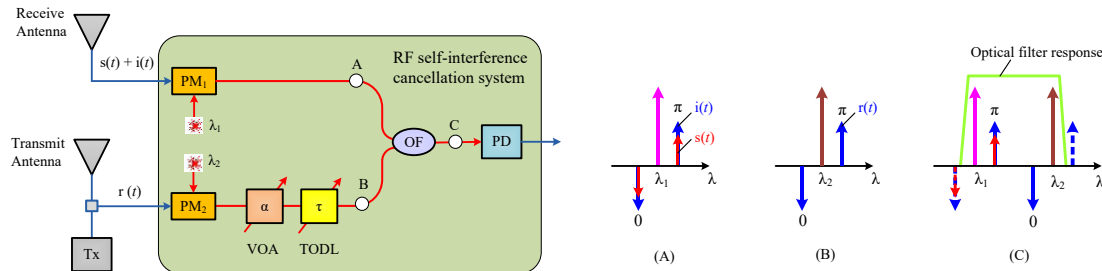 Receive
Antenna
s(t) + i(t)
RF self-interference
cancellation system
PM1
A
λ1
Transmit
Antenna
λ2
OF
C
PD
r (t)
B
PM2
α
τ
VOA
TODL
Tx
π
i(t)
s(t)
λ1
λ
0
(A)
π
r(t)
λ2
λ
0
(B)
Optical filter response
π
λ1
λ2
λ
0
(C)